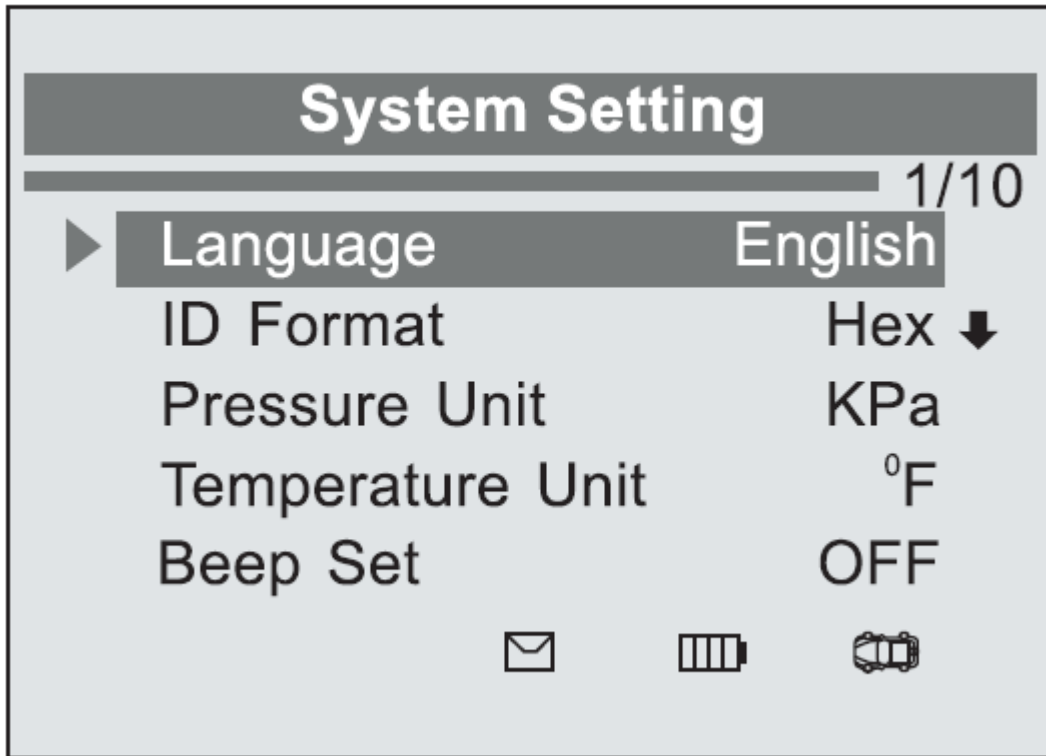 System Setting
1/10
Language English
ID Format Hex
Pressure Unit KPa
Temperature Unit ⁰F
Beep Set OFF